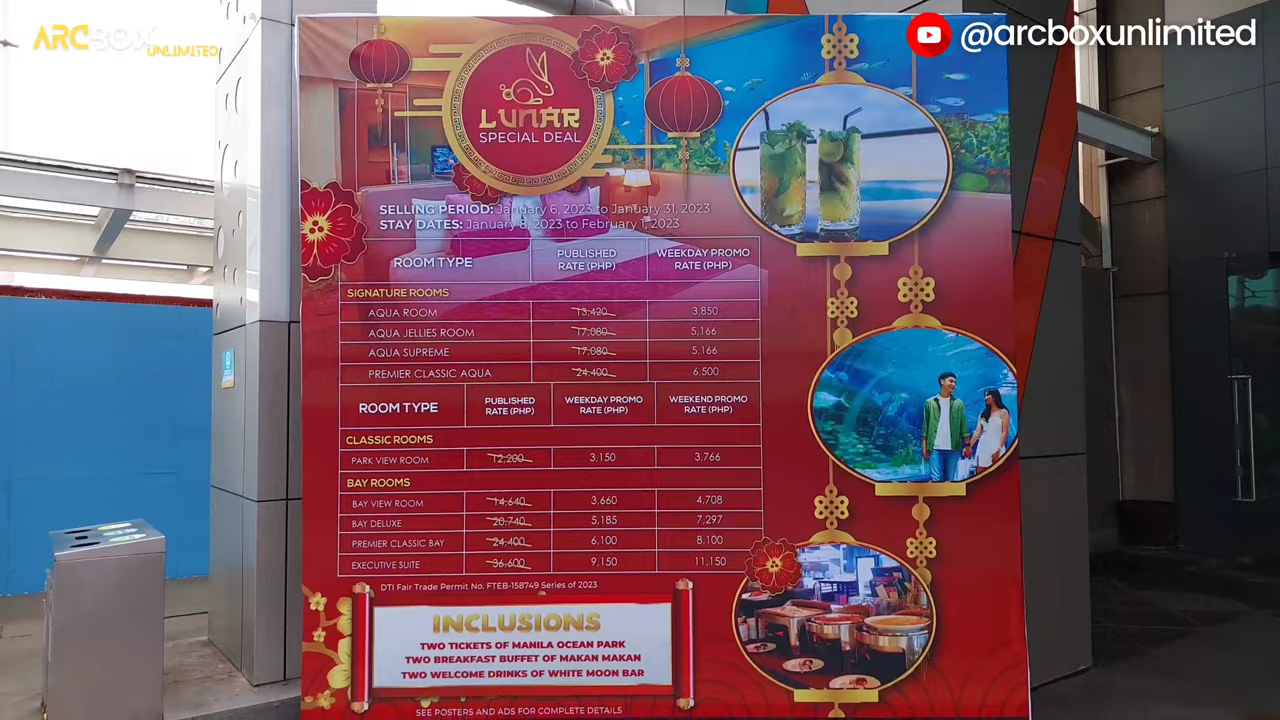 ARCBOX UNLIMITED
@arcboxunlimited
LUNAR
SPECIAL DEAL
SELLING PERIOD: January 6, 2023 to January 31, 2023
STAY DATES: January 8, 2023 to February 1, 2023
ROOM TYPE PUBLISHED RATE (PHP) WEEKDAY PROMO RATE (PHP)
SIGNATURE ROOMS
AQUA ROOM 13,420 3,850
AQUA JELLIES ROOM 17,080 5,166
AQUA SUPREME 17,080 5,166
PREMIER CLASSIC AQUA 24,400 6,500
ROOM TYPE PUBLISHED RATE (PHP) WEEKDAY PROMO RATE (PHP) WEEKEND PROMO RATE (PHP)
CLASSIC ROOMS
PARK VIEW ROOM 12,200 3,150 3,766
BAY ROOMS
BAY VIEW ROOM 14,640 3,660 4,708
BAY DELUXE 20,740 5,185 7,297
PREMIER CLASSIC BAY 24,400 6,100 8,100
EXECUTIVE SUITE 36,600 9,150 11,150
DTI Fair Trade Permit No. FTEB-158749 Series of 2023
INCLUSIONS
TWO TICKETS OF MANILA OCEAN PARK
TWO BREAKFAST BUFFET OF MAKAN MAKAN
TWO WELCOME DRINKS OF WHITE MOON BAR
SEE POSTERS AND ADS FOR COMPLETE DETAILS